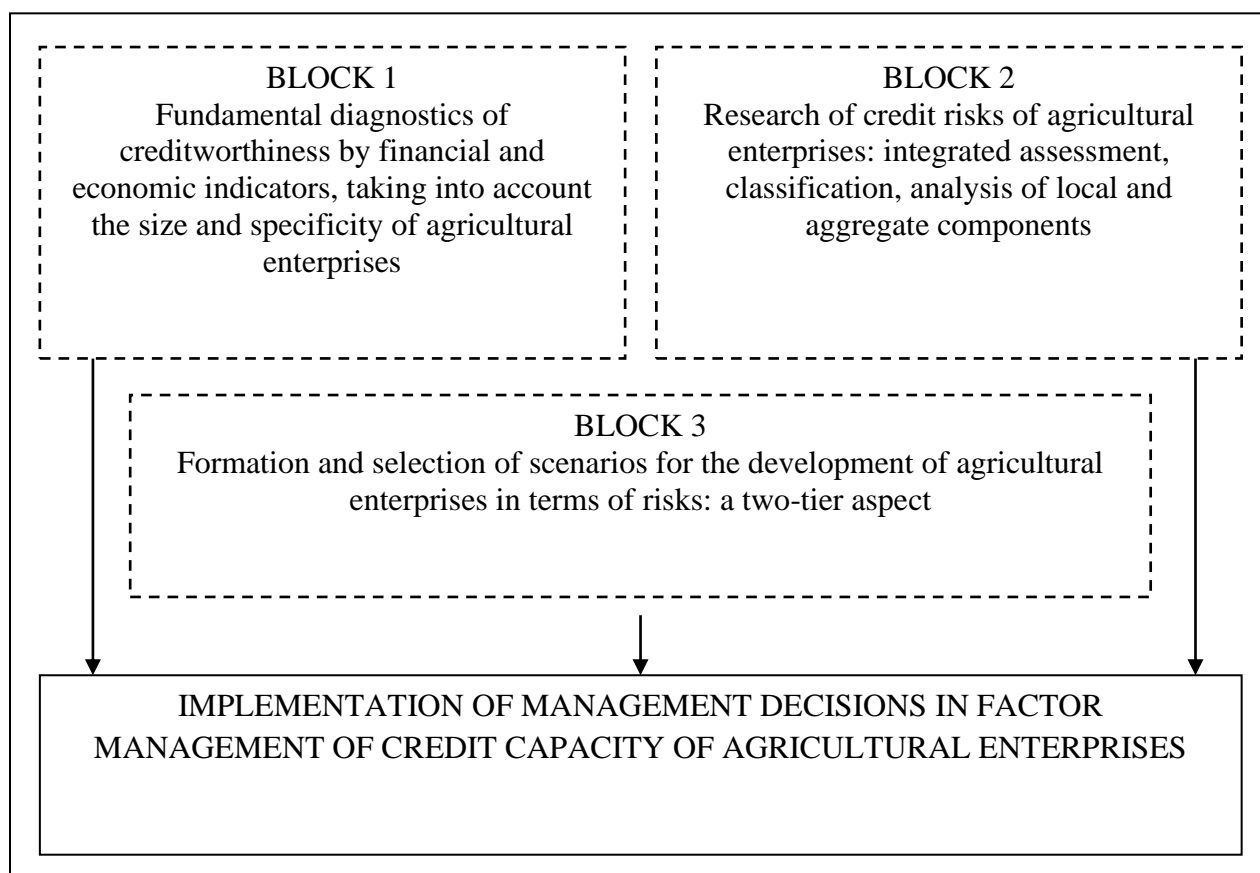 BLOCK 1
Fundamental diagnostics of
creditworthiness by financial and
economic indicators, taking into account
the size and specificity of agricultural
enterprises
BLOCK 2
Research of credit risks of agricultural
enterprises: integrated assessment,
classification, analysis of local and
aggregate components
BLOCK 3
Formation and selection of scenarios for the development of agricultural
enterprises in terms of risks: a two-tier aspect
IMPLEMENTATION OF MANAGEMENT DECISIONS IN FACTOR
MANAGEMENT OF CREDIT CAPACITY OF AGRICULTURAL ENTERPRISES